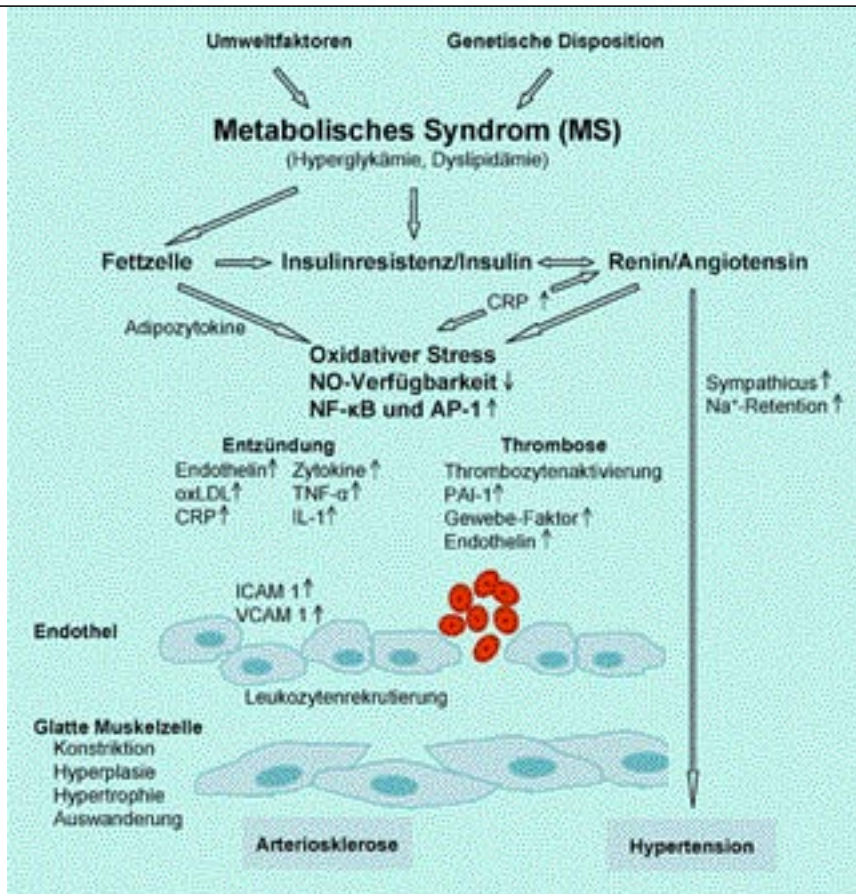 Umweltfaktoren Genetische Disposition
Metabolisches Syndrom (MS)
(Hyperglykämie, Dyslipidämie)
Fettzelle Insulinresistenz/Insulin Renin/Angiotensin
CRP ↑
Adipozytokine
Oxidativer Stress
NO-Verfügbarkeit ↓
NF-κB und AP-1 ↑
Sympathicus ↑
Na⁺-Retention ↑
Entzündung
Endothelin ↑ Zytokine ↑
oxLDL ↑ TNF-α ↑
CRP ↑ IL-1 ↑
Thrombose
Thrombozytenaktivierung
PAI-1 ↑
Gewebe-Faktor ↑
Endothelin ↑
ICAM 1 ↑
VCAM 1 ↑
Endothel
Leukozytenrekrutierung
Glatte Muskelzelle
Konstriktion
Hyperplasie
Hypertrophie
Auswanderung
Arteriosklerose Hypertension